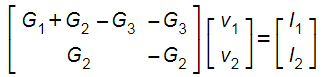 [ G₁ + G₂ − G₃  − G₃ ] [ v₁ ] = [ I₁ ]
[ G₂  − G₂ ] [ v₂ ] = [ I₂ ]